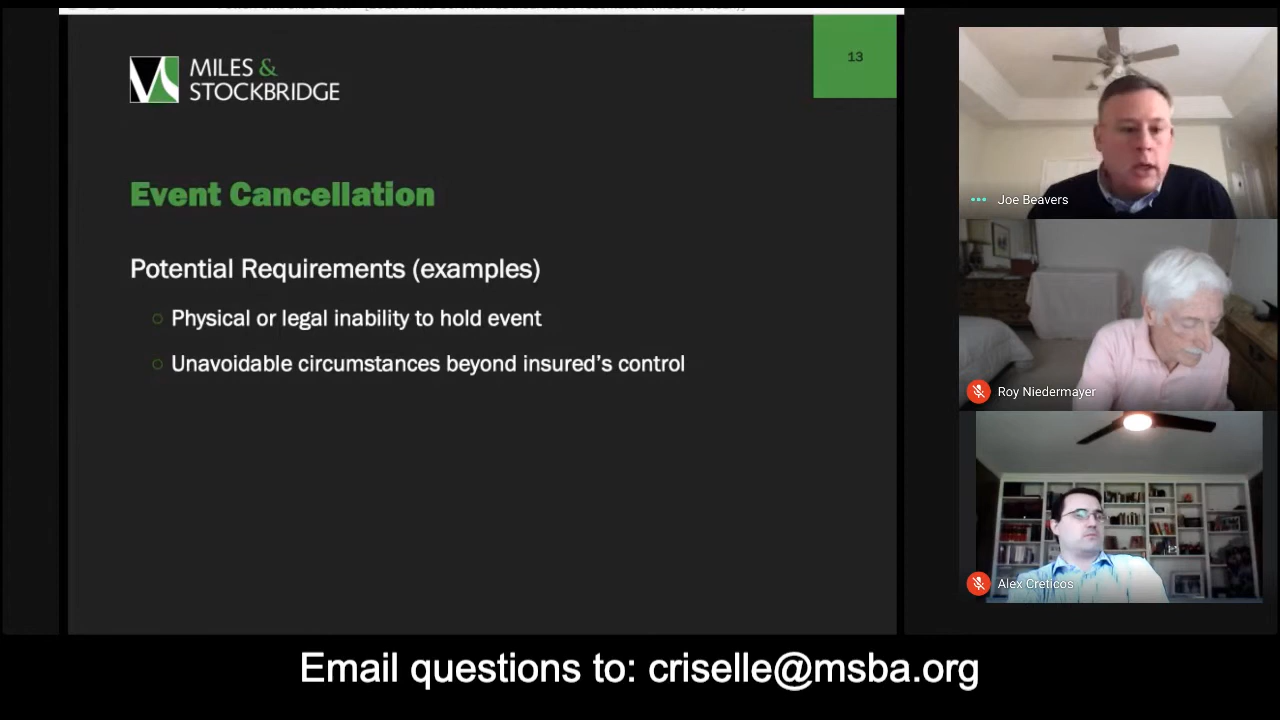 13
MILES &
STOCKBRIDGE
Event Cancellation
Potential Requirements (examples)
Physical or legal inability to hold event
Unavoidable circumstances beyond insured's control
Joe Beavers
Roy Niedermayer
Alex Creticos
Email questions to: criselle@msba.org